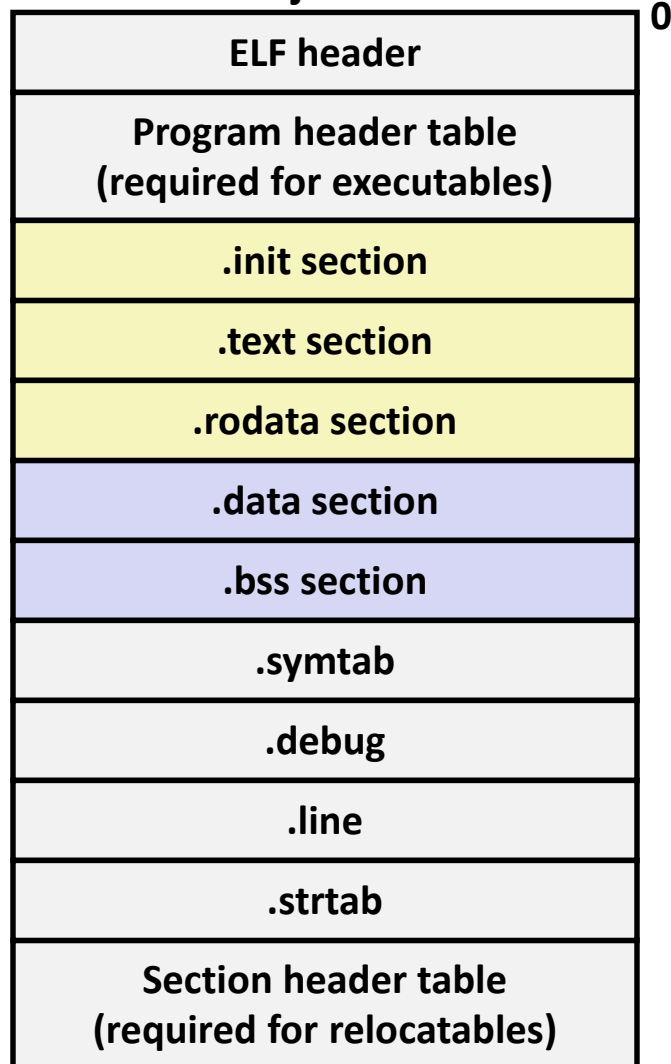 0
ELF header
Program header table
(required for executables)
.init section
.text section
.rodata section
.data section
.bss section
.symtab
.debug
.line
.strtab
Section header table
(required for relocatables)